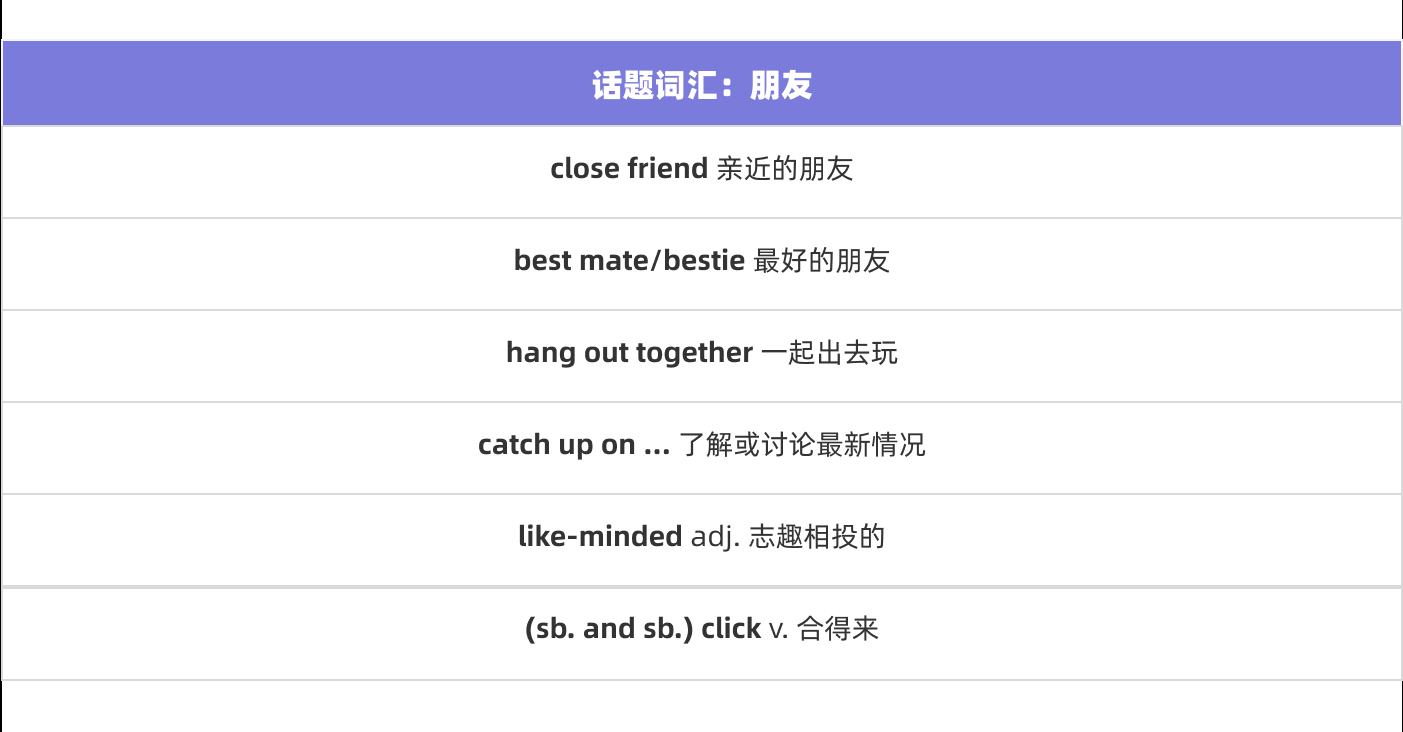 话题词汇：朋友
close friend 亲近的朋友
best mate/bestie 最好的朋友
hang out together 一起出去玩
catch up on ... 了解或讨论最新情况
like-minded adj. 志趣相投的
(sb. and sb.) click v. 合得来